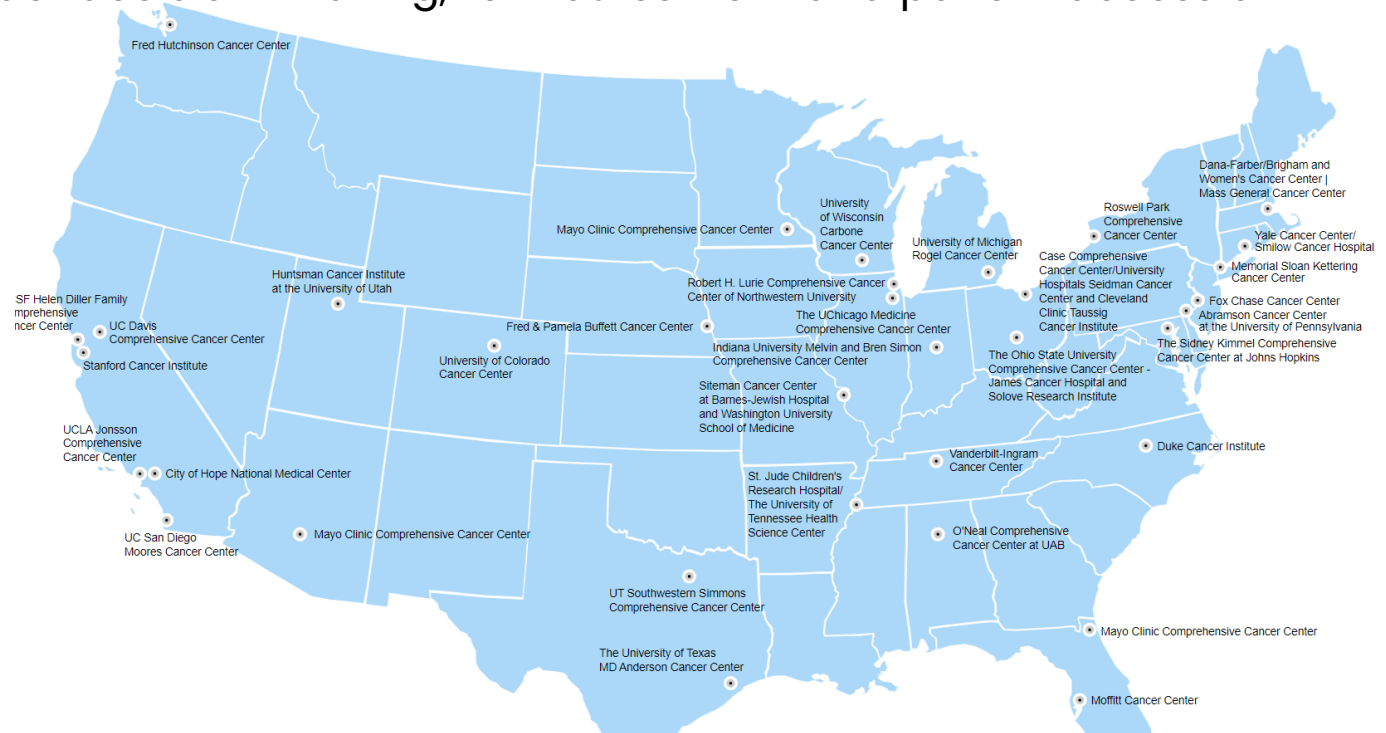 Fred Hutchinson Cancer Center
Dana-Farber/Brigham and
Women's Cancer Center |
Mass General Cancer Center
University
of Wisconsin
Carbone
Cancer Center
Roswell Park
Comprehensive
Cancer Center
Mayo Clinic Comprehensive Cancer Center
University of Michigan
Rogel Cancer Center
Yale Cancer Center/
Smilow Cancer Hospital
Case Comprehensive
Cancer Center/University
Hospitals Seidman Cancer
Center and Cleveland
Clinic Taussig
Cancer Institute
Memorial Sloan Kettering
Cancer Center
Huntsman Cancer Institute
at the University of Utah
Robert H. Lurie Comprehensive Cancer
Center of Northwestern University
SF Helen Diller Family
mprehensive
ncer Center
Fox Chase Cancer Center
Abramson Cancer Center
at the University of Pennsylvania
The UChicago Medicine
Comprehensive Cancer Center
UC Davis
Comprehensive Cancer Center
Fred & Pamela Buffett Cancer Center
The Sidney Kimmel Comprehensive
Cancer Center at Johns Hopkins
Indiana University Melvin and Bren Simon
Comprehensive Cancer Center
Stanford Cancer Institute
University of Colorado
Cancer Center
The Ohio State University
Comprehensive Cancer Center -
James Cancer Hospital and
Solove Research Institute
Siteman Cancer Center
at Barnes-Jewish Hospital
and Washington University
School of Medicine
UCLA Jonsson
Comprehensive
Cancer Center
Duke Cancer Institute
Vanderbilt-Ingram
Cancer Center
City of Hope National Medical Center
St. Jude Children's
Research Hospital/
The University of
Tennessee Health
Science Center
UC San Diego
Moores Cancer Center
Mayo Clinic Comprehensive Cancer Center
O'Neal Comprehensive
Cancer Center at UAB
UT Southwestern Simmons
Comprehensive Cancer Center
Mayo Clinic Comprehensive Cancer Center
The University of Texas
MD Anderson Cancer Center
Moffitt Cancer Center